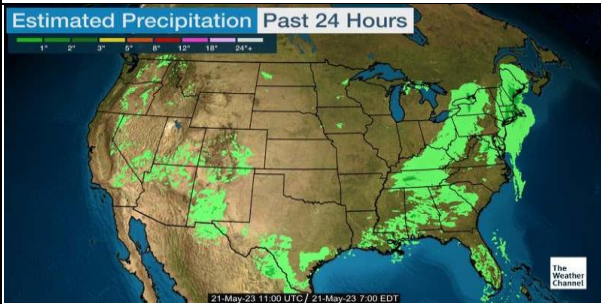 Estimated Precipitation Past 24 Hours
1" 2" 3" 5" 8" 12" 18" 24"+
The
Weather
Channel
21-May-23 11:00 UTC / 21-May-23 7:00 EDT